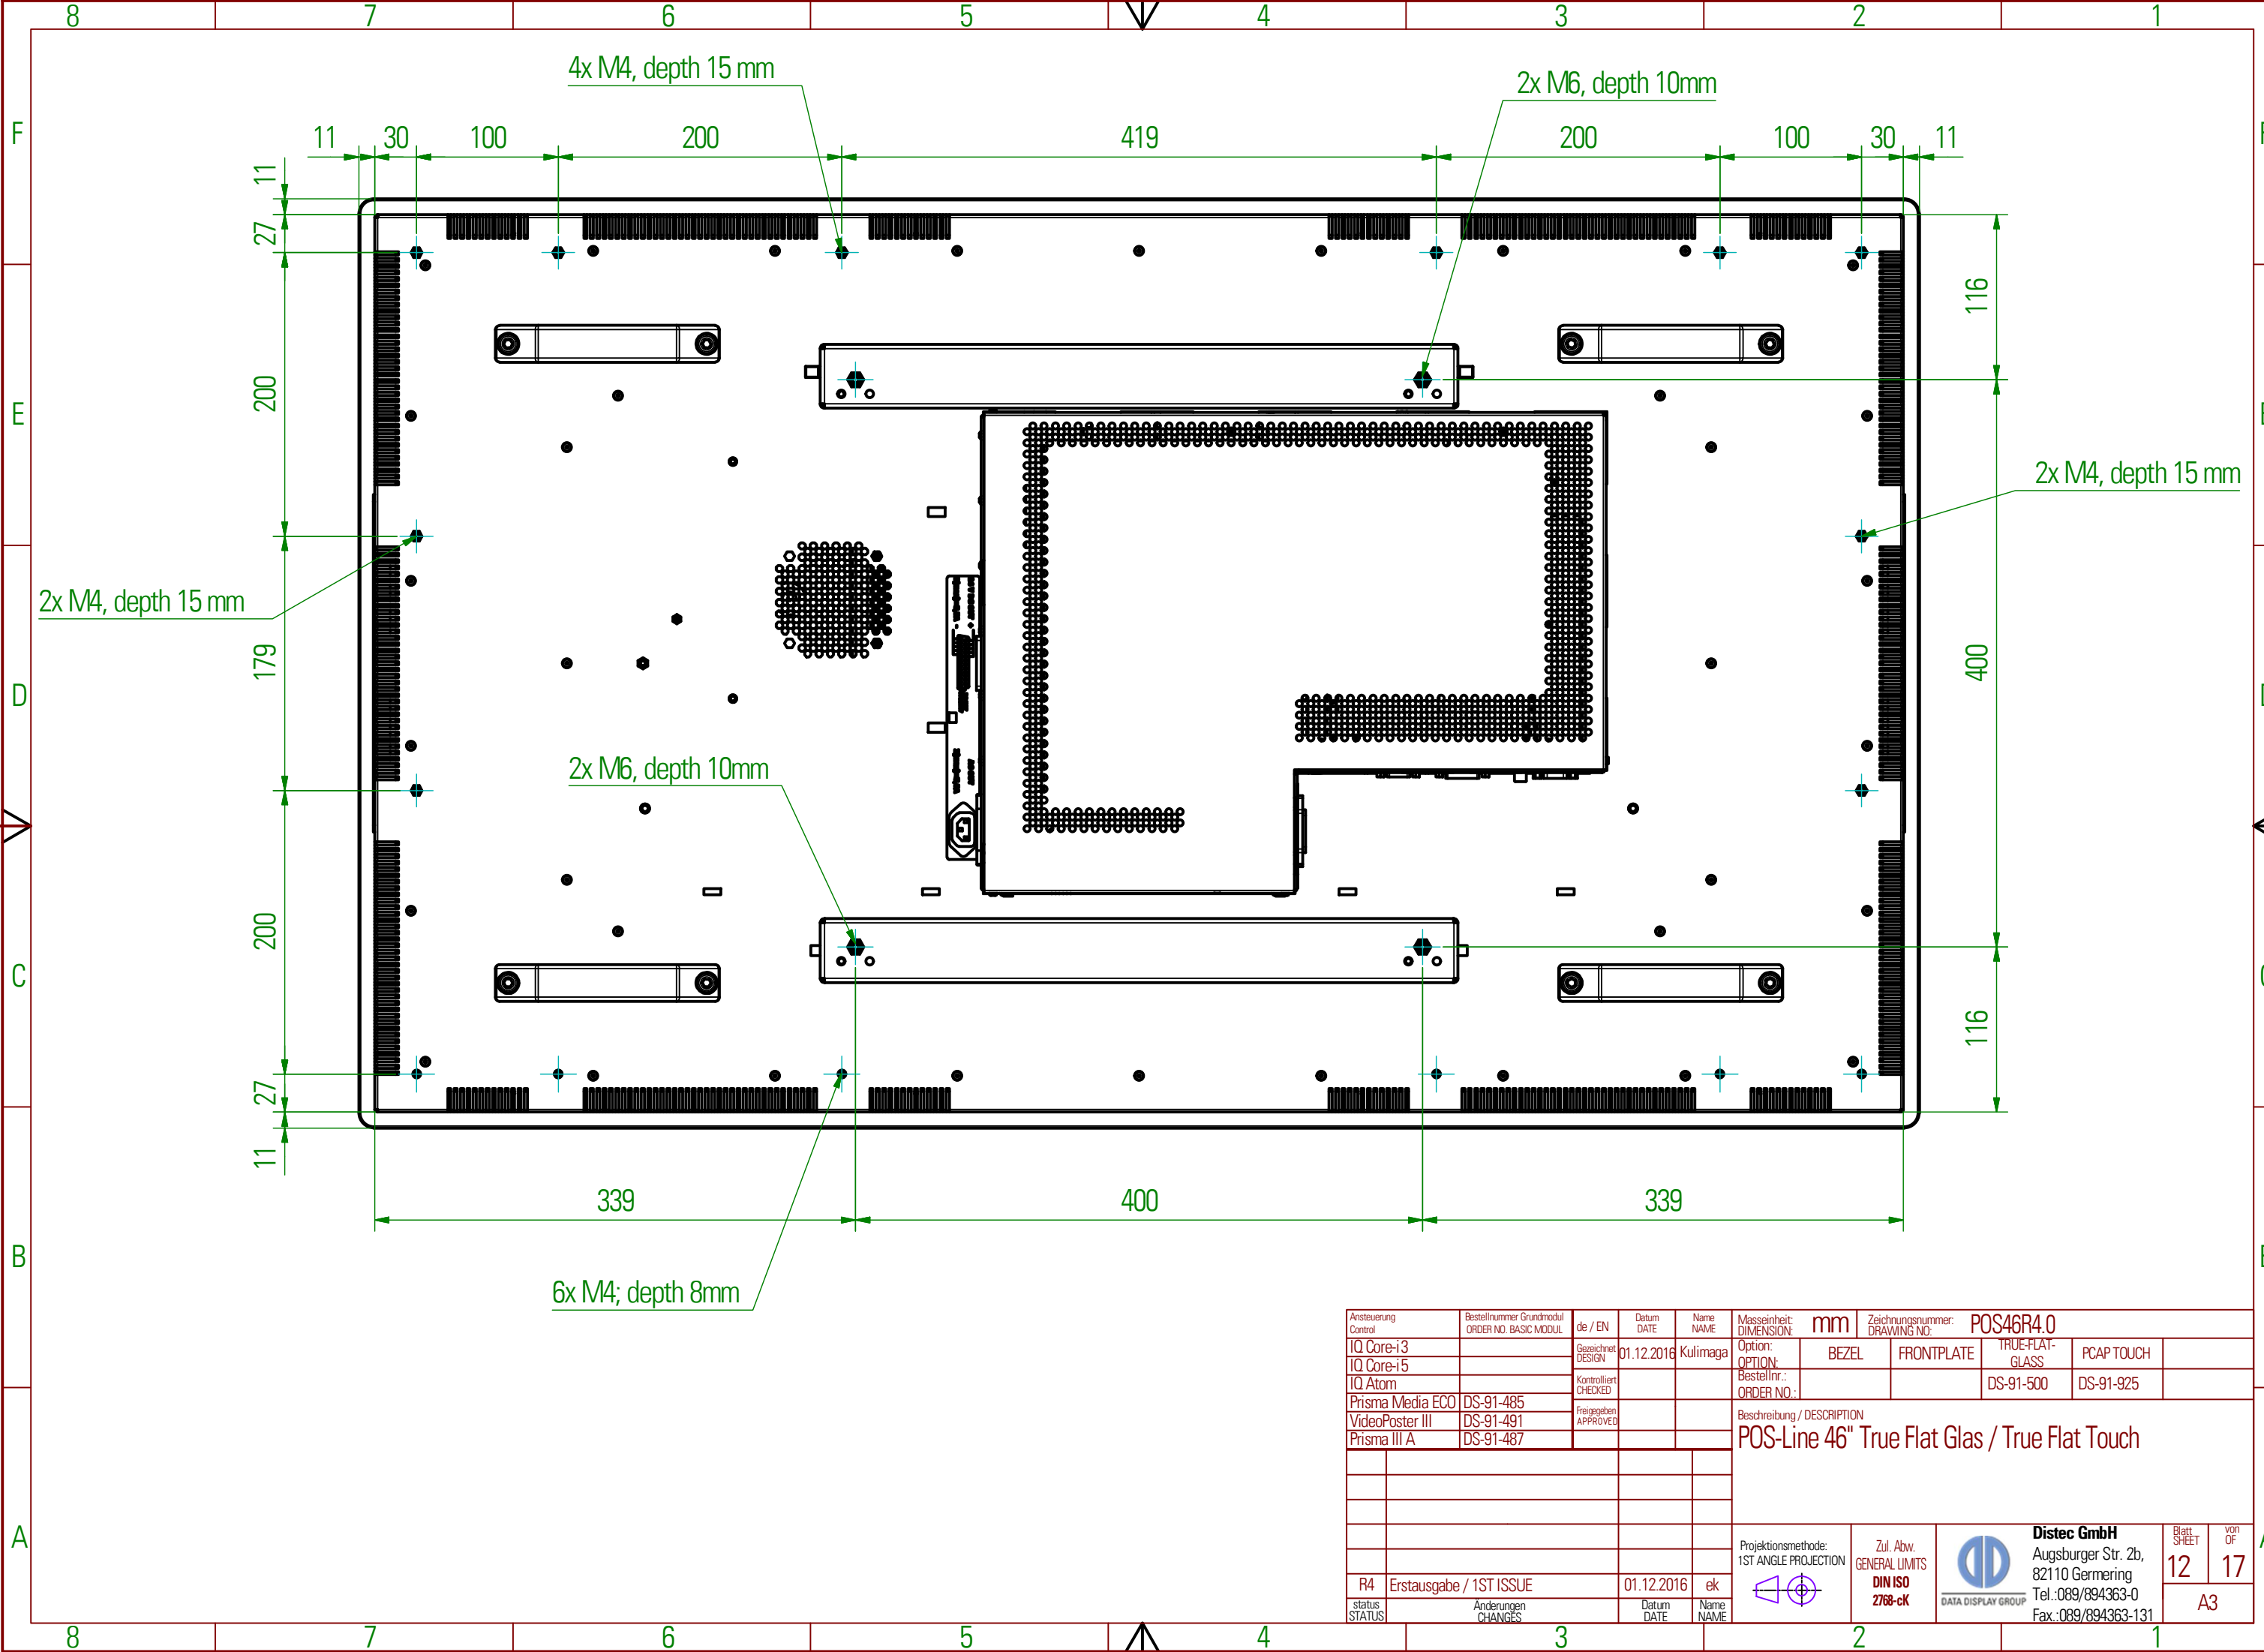 8 7 6 5 4 3 2 1
4x M4, depth 15 mm
2x M6, depth 10mm
F
11 30 100 200 419 200 100 30 11
11
27
116
200
E
2x M4, depth 15 mm
2x M4, depth 15 mm
179
400
D
2x M6, depth 10mm
200
C
116
27
11
339 400 339
B
6x M4; depth 8mm
A
Ansteuerung
Control
Bestellnummer Grundmodul
ORDER NO. BASIC MODUL
de / EN
Datum
DATE
Name
NAME
Masseinheit:
DIMENSION:
mm
Zeichnungsnummer:
DRAWING NO:
POS46R4.0
IQ Core-i3
IQ Core-i5
IQ Atom
Prisma Media ECO DS-91-485
VideoPoster III DS-91-491
Prisma III A DS-91-487
Gezeichnet
DESIGN
01.12.2016 Kulimaga
Kontrolliert
CHECKED
Freigegeben
APPROVED
Option:
OPTION:
BEZEL FRONTPLATE
TRUE-FLAT-
GLASS
PCAP TOUCH
Bestellnr.:
ORDER NO.:
DS-91-500 DS-91-925
Beschreibung / DESCRIPTION
POS-Line 46" True Flat Glas / True Flat Touch
R4 Erstausgabe / 1ST ISSUE 01.12.2016 ek
status
STATUS
Änderungen
CHANGES
Datum
DATE
Name
NAME
Projektionsmethode:
1ST ANGLE PROJECTION
Zul. Abw.
GENERAL LIMITS
DIN ISO
2768-cK
DATA DISPLAY GROUP
Distec GmbH
Augsburger Str. 2b,
82110 Germering
Tel.:089/894363-0
Fax.:089/894363-131
Blatt
SHEET
12
von
OF
17
A3
8 7 6 5 4 3 2 1